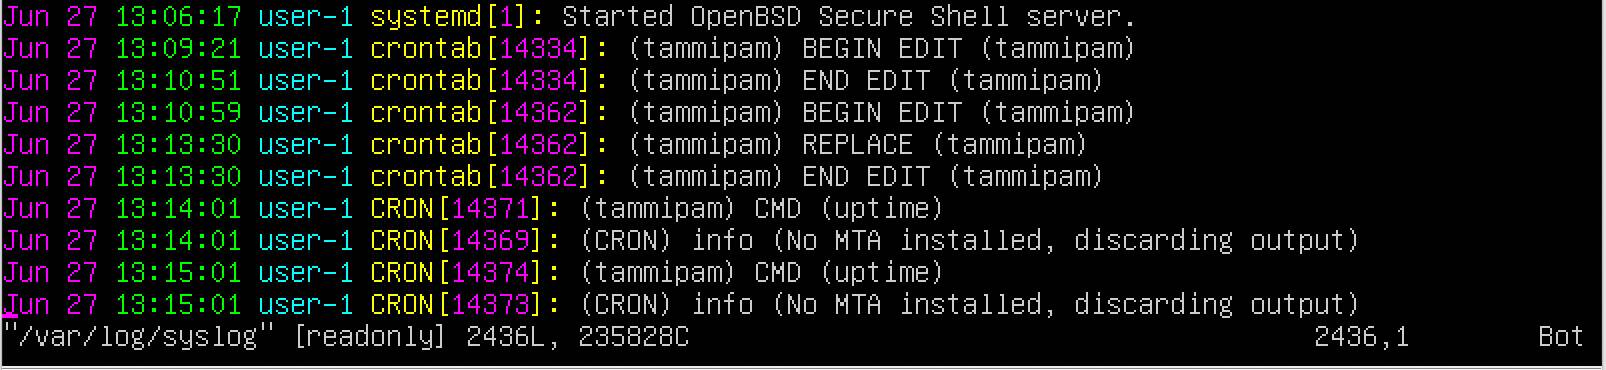 Jun 27 13:06:17 user-1 systemd[1]: Started OpenBSD Secure Shell server.
Jun 27 13:09:21 user-1 crontab[14334]: (tammipam) BEGIN EDIT (tammipam)
Jun 27 13:10:51 user-1 crontab[14334]: (tammipam) END EDIT (tammipam)
Jun 27 13:10:59 user-1 crontab[14362]: (tammipam) BEGIN EDIT (tammipam)
Jun 27 13:13:30 user-1 crontab[14362]: (tammipam) REPLACE (tammipam)
Jun 27 13:13:30 user-1 crontab[14362]: (tammipam) END EDIT (tammipam)
Jun 27 13:14:01 user-1 CRON[14371]: (tammipam) CMD (uptime)
Jun 27 13:14:01 user-1 CRON[14369]: (CRON) info (No MTA installed, discarding output)
Jun 27 13:15:01 user-1 CRON[14374]: (tammipam) CMD (uptime)
Jun 27 13:15:01 user-1 CRON[14373]: (CRON) info (No MTA installed, discarding output)
"/var/log/syslog" [readonly] 2436L, 235828C 2436,1 Bot